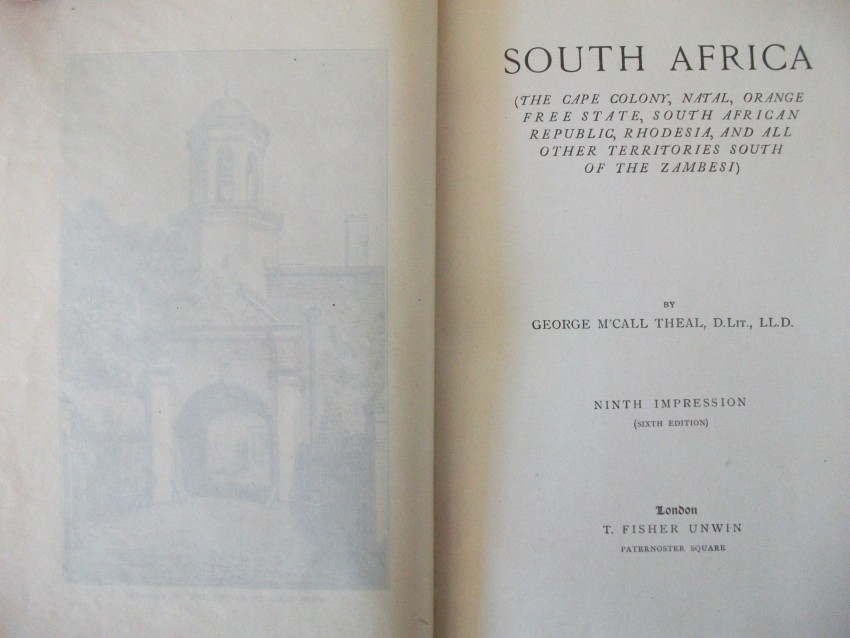 SOUTH AFRICA
(THE CAPE COLONY, NATAL, ORANGE
FREE STATE, SOUTH AFRICAN
REPUBLIC, RHODESIA, AND ALL
OTHER TERRITORIES SOUTH
OF THE ZAMBESI)
BY
GEORGE M'CALL THEAL, D.LIT., LL.D.
NINTH IMPRESSION
(SIXTH EDITION)
London
T. FISHER UNWIN
PATERNOSTER SQUARE